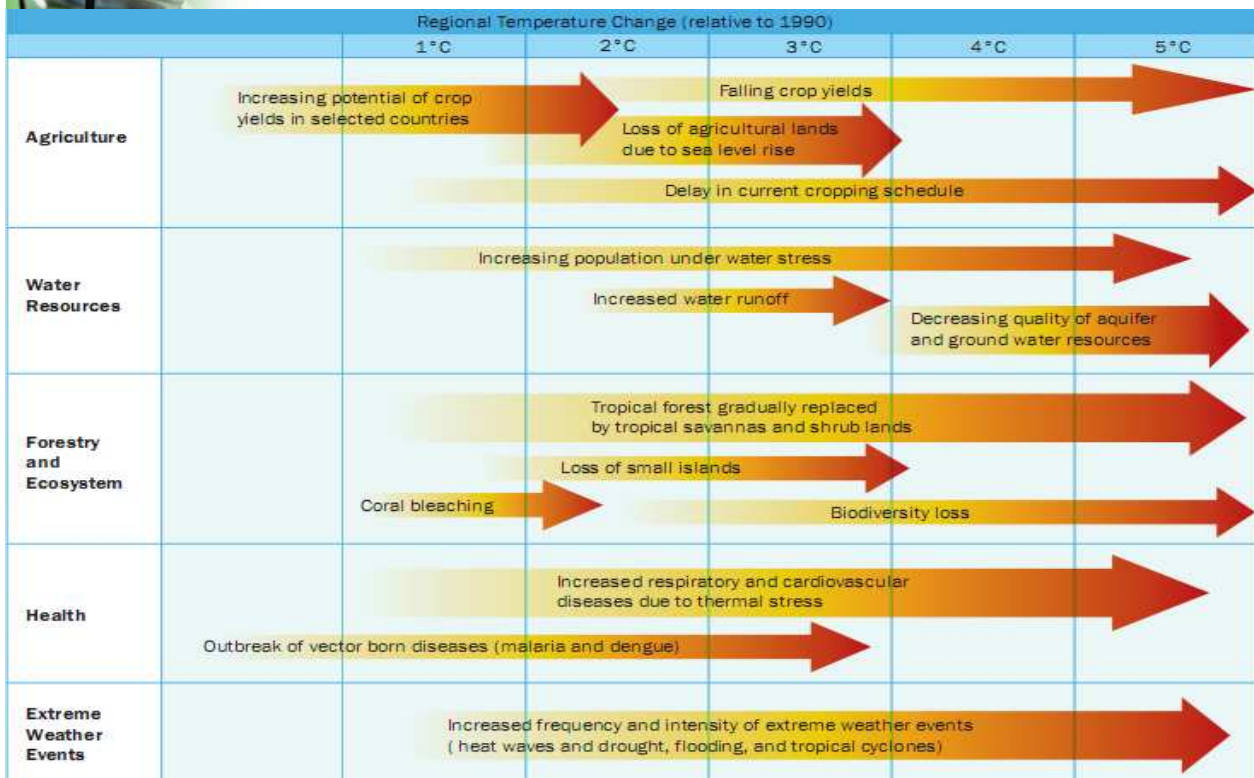 Regional Temperature Change (relative to 1990)
1°C 2°C 3°C 4°C 5°C
Agriculture
Increasing potential of crop
yields in selected countries
Falling crop yields
Loss of agricultural lands
due to sea level rise
Delay in current cropping schedule
Water
Resources
Increasing population under water stress
Increased water runoff
Decreasing quality of aquifer
and ground water resources
Forestry
and
Ecosystem
Tropical forest gradually replaced
by tropical savannas and shrub lands
Loss of small islands
Coral bleaching
Biodiversity loss
Health
Increased respiratory and cardiovascular
diseases due to thermal stress
Outbreak of vector born diseases (malaria and dengue)
Extreme
Weather
Events
Increased frequency and intensity of extreme weather events
( heat waves and drought, flooding, and tropical cyclones)